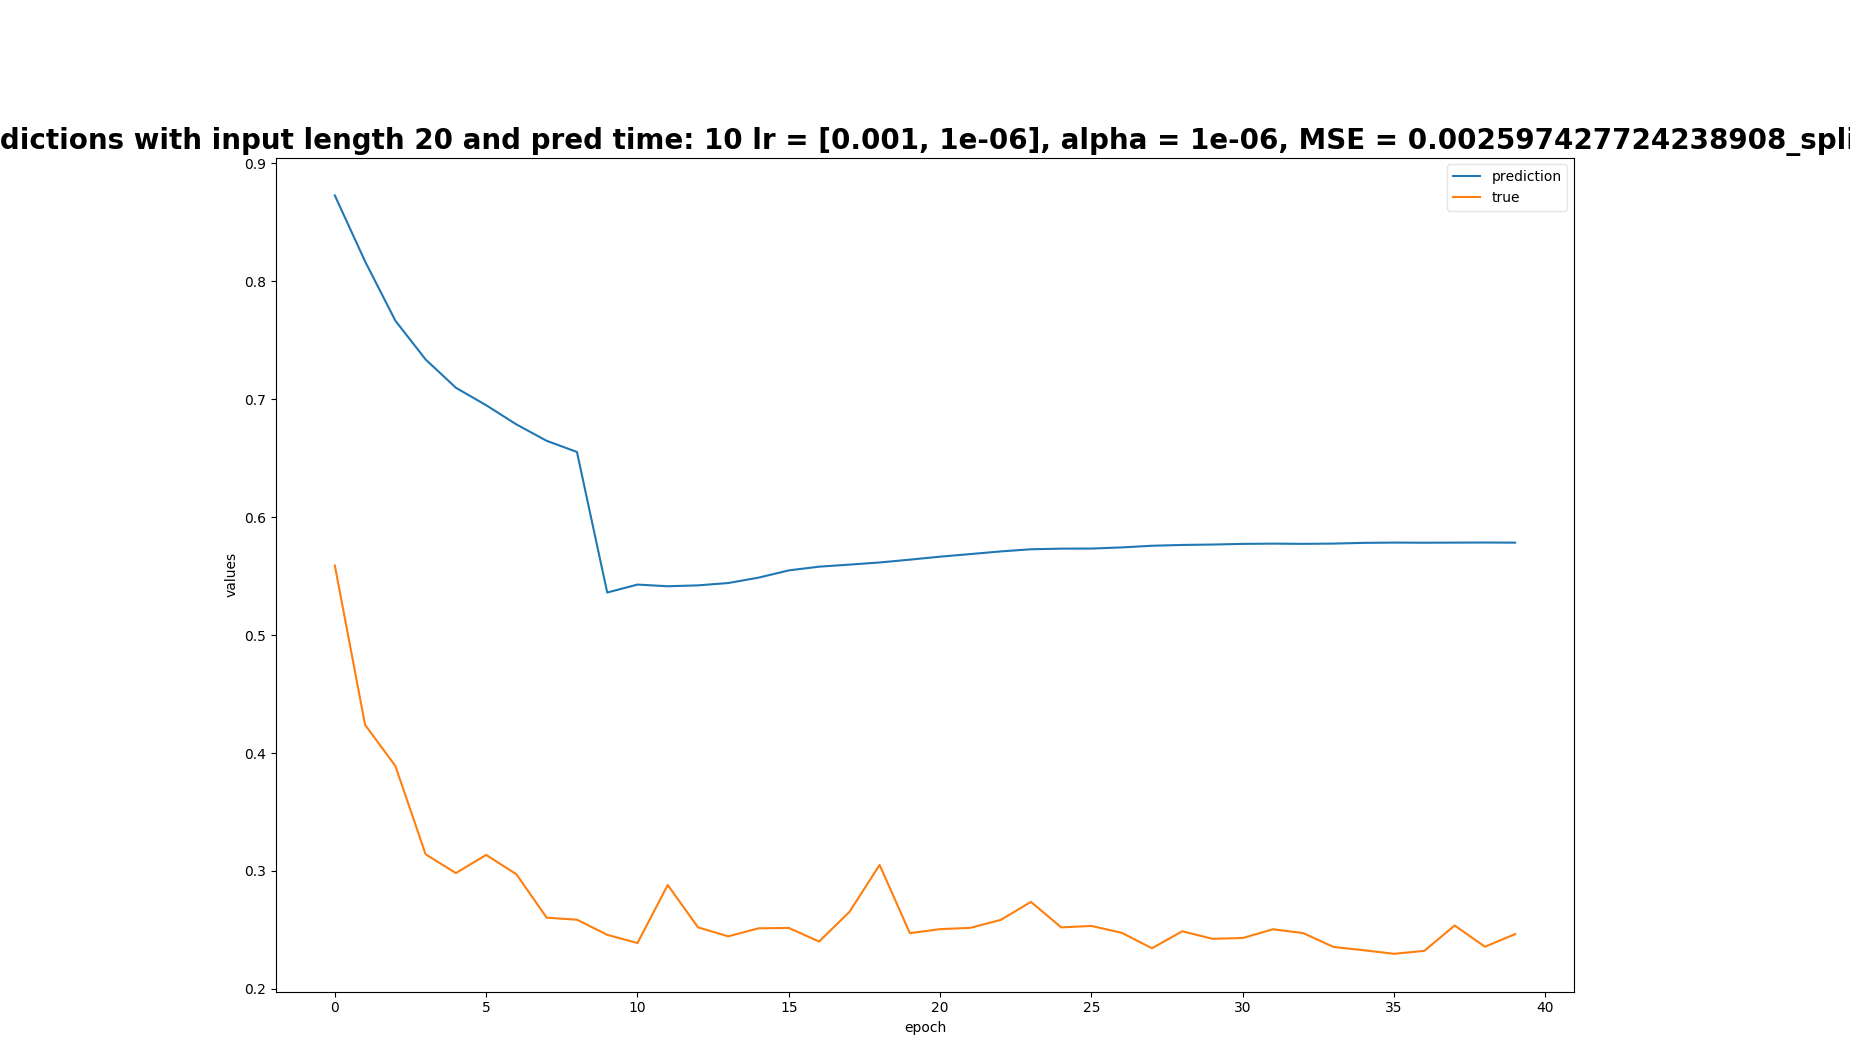 dictions with input length 20 and pred time: 10 lr = [0.001, 1e-06], alpha = 1e-06, MSE = 0.002597427724238908_spli
prediction
true
0.9
0.8
0.7
0.6
0.5
0.4
0.3
0.2
values
0 5 10 15 20 25 30 35 40
epoch